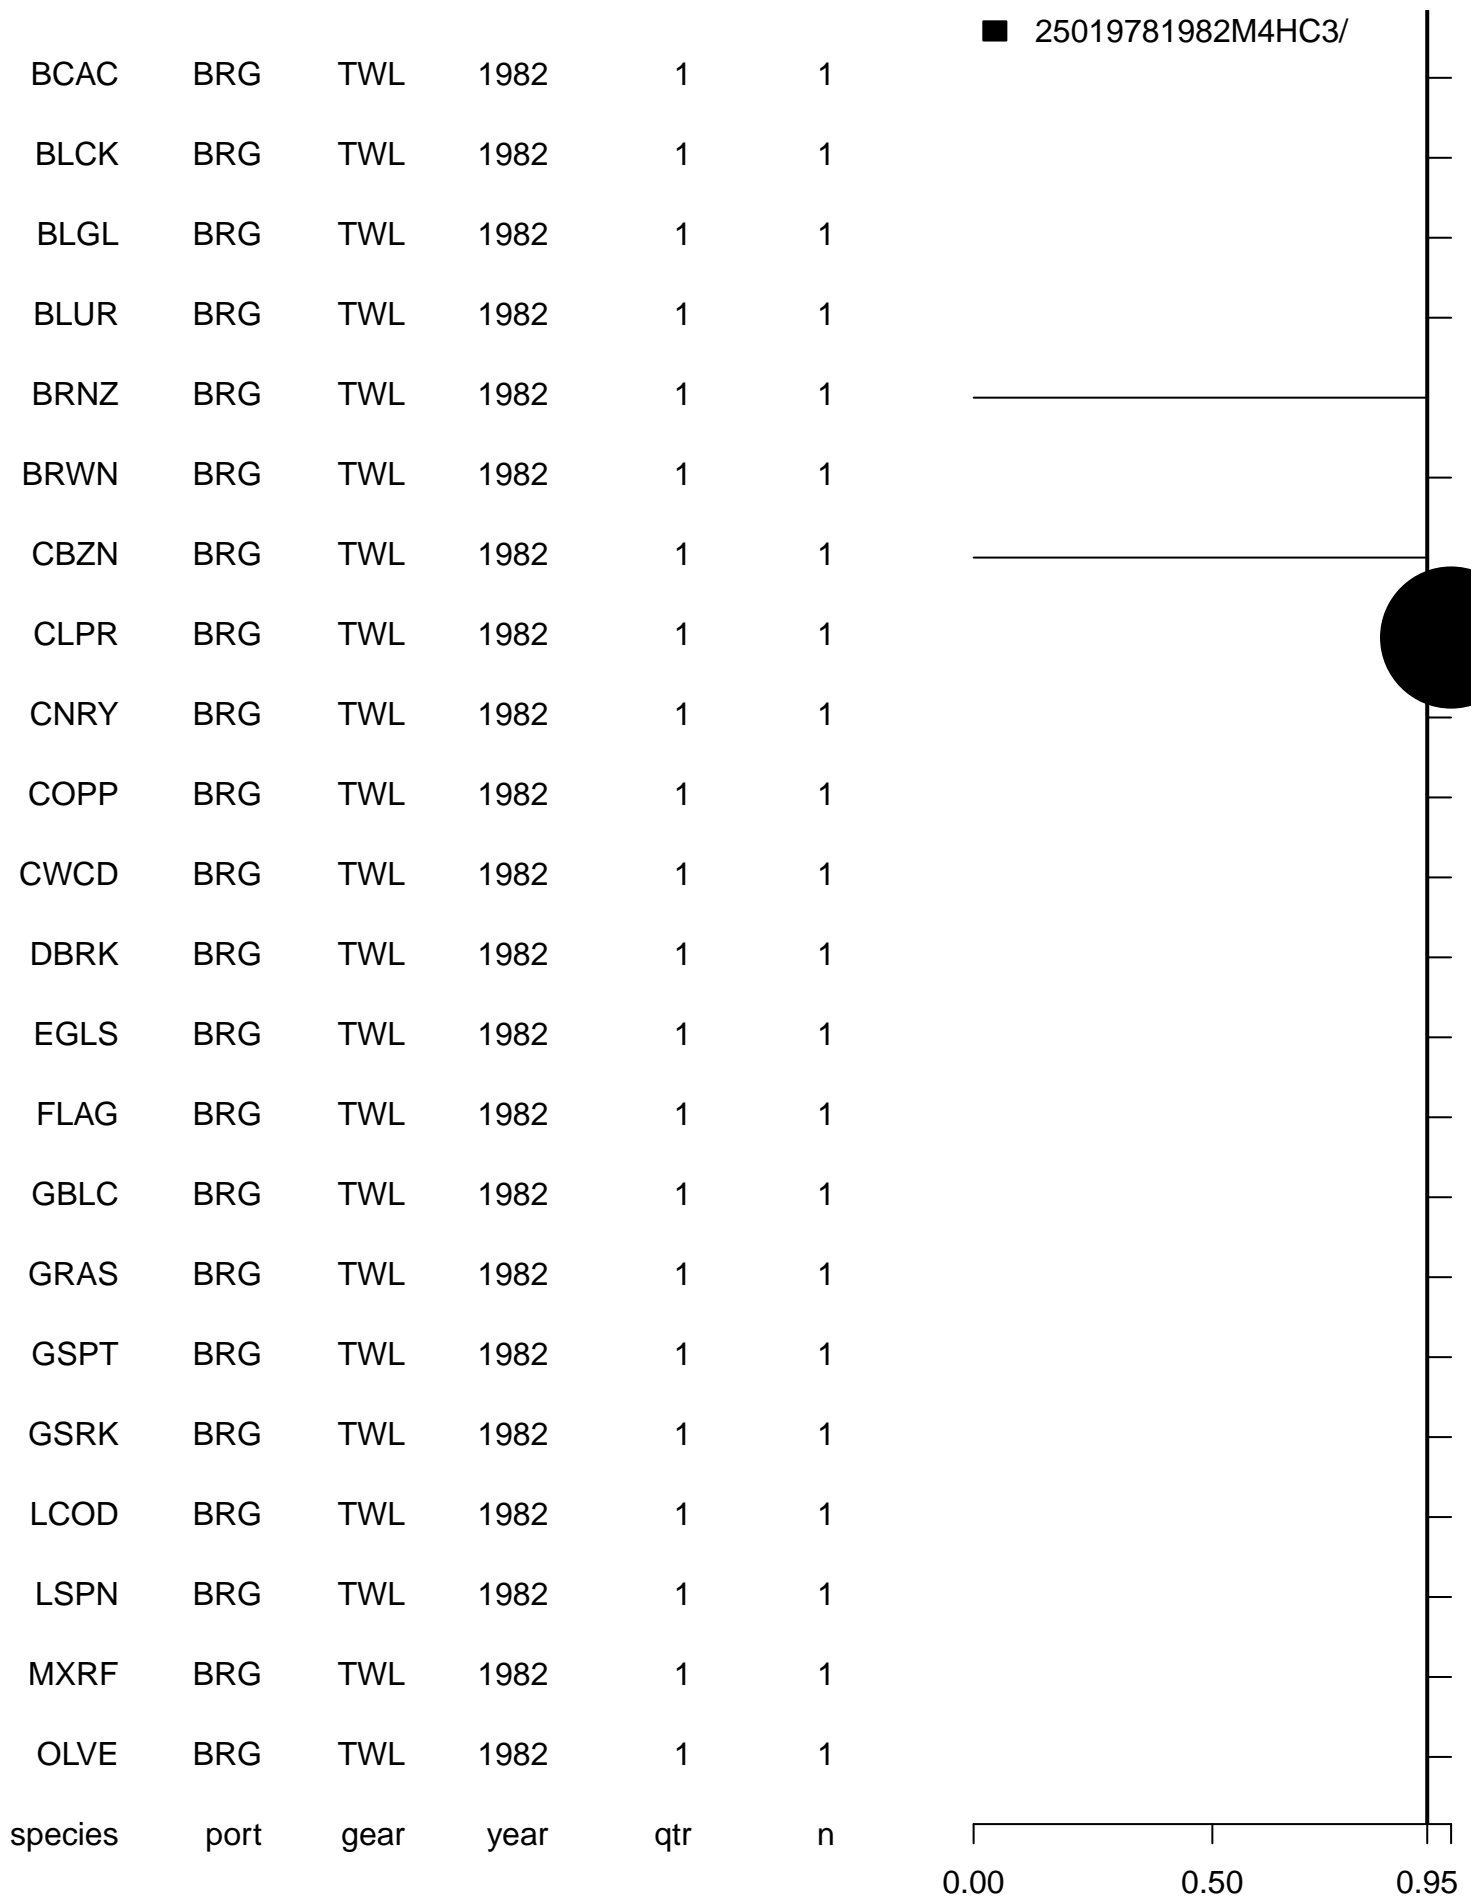 25019781982M4HC3/
BCAC BRG TWL 1982 1 1
BLCK BRG TWL 1982 1 1
BLGL BRG TWL 1982 1 1
BLUR BRG TWL 1982 1 1
BRNZ BRG TWL 1982 1 1
BRWN BRG TWL 1982 1 1
CBZN BRG TWL 1982 1 1
CLPR BRG TWL 1982 1 1
CNRY BRG TWL 1982 1 1
COPP BRG TWL 1982 1 1
CWCD BRG TWL 1982 1 1
DBRK BRG TWL 1982 1 1
EGLS BRG TWL 1982 1 1
FLAG BRG TWL 1982 1 1
GBLC BRG TWL 1982 1 1
GRAS BRG TWL 1982 1 1
GSPT BRG TWL 1982 1 1
GSRK BRG TWL 1982 1 1
LCOD BRG TWL 1982 1 1
LSPN BRG TWL 1982 1 1
MXRF BRG TWL 1982 1 1
OLVE BRG TWL 1982 1 1
species port gear year qtr n
0.00 0.50 0.95